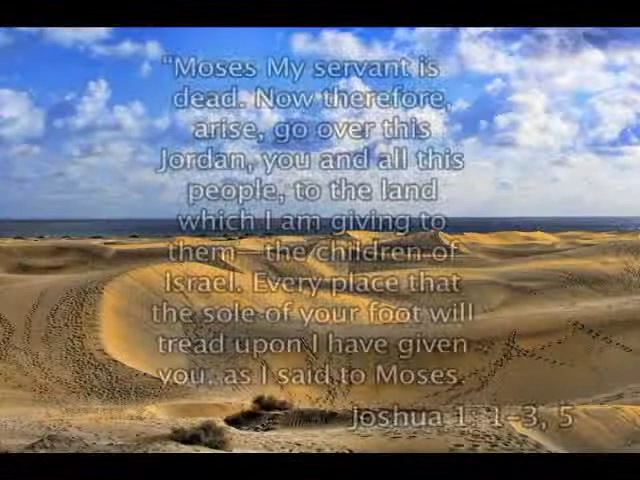 "Moses My servant is
dead. Now therefore,
arise, go over this
Jordan, you and all this
people, to the land
which I am giving to
them—the children of
Israel. Every place that
the sole of your foot will
tread upon I have given
you, as I said to Moses.
Joshua 1: 1-3, 5